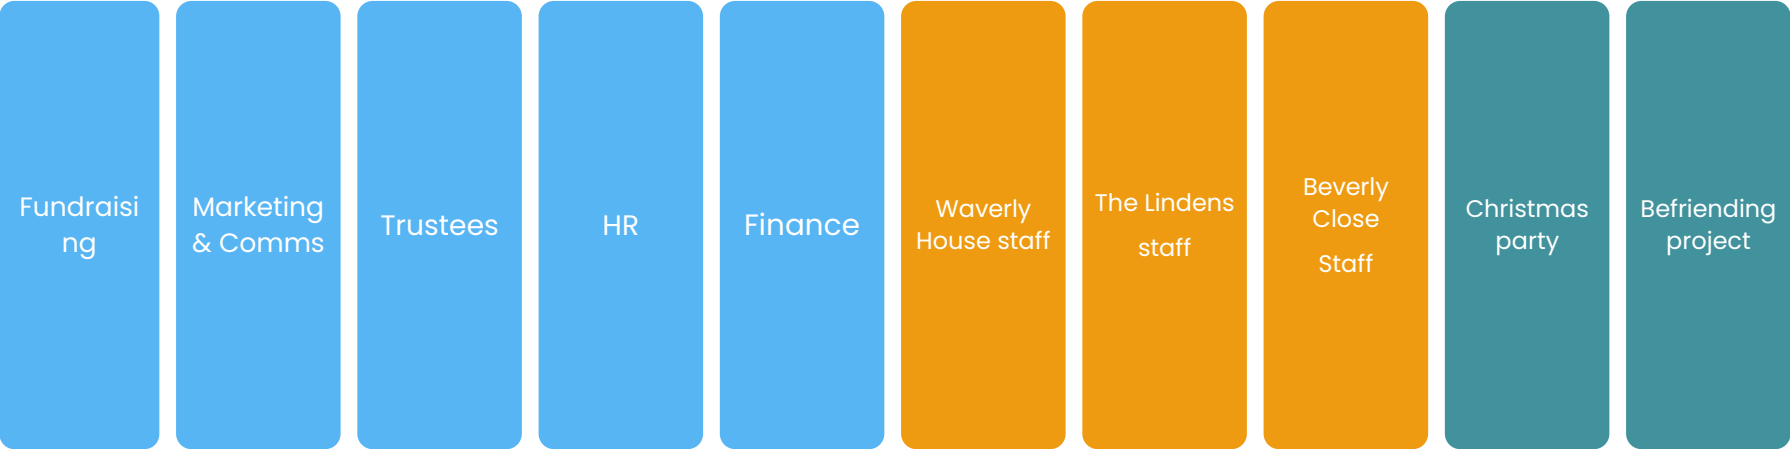 Fundraisi
ng
Marketing
& Comms
Trustees
HR
Finance
Waverly
House staff
The Lindens
staff
Beverly
Close
Staff
Christmas
party
Befriending
project